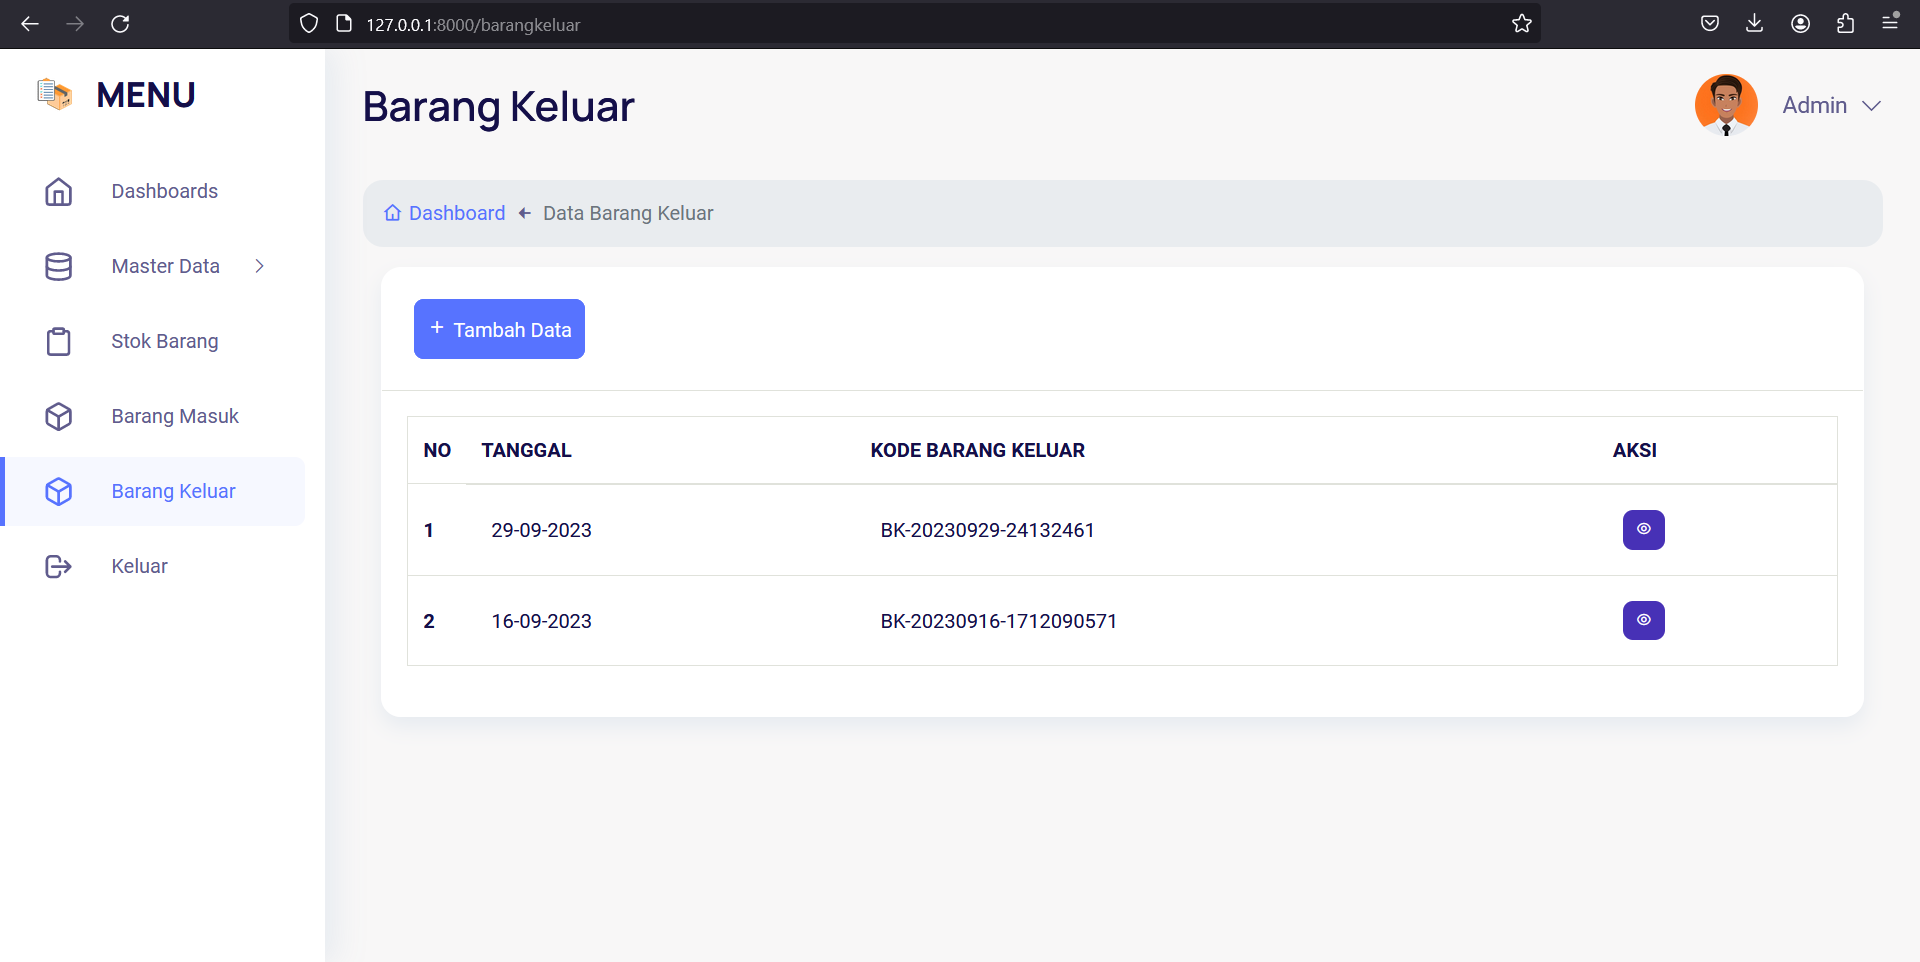 127.0.0.1:8000/barangkeluar
MENU
Barang Keluar
Admin
Dashboards
Master Data
Stok Barang
Barang Masuk
Barang Keluar
Keluar
Dashboard Data Barang Keluar
+ Tambah Data
NO TANGGAL KODE BARANG KELUAR AKSI
1 29-09-2023 BK-20230929-24132461
2 16-09-2023 BK-20230916-1712090571